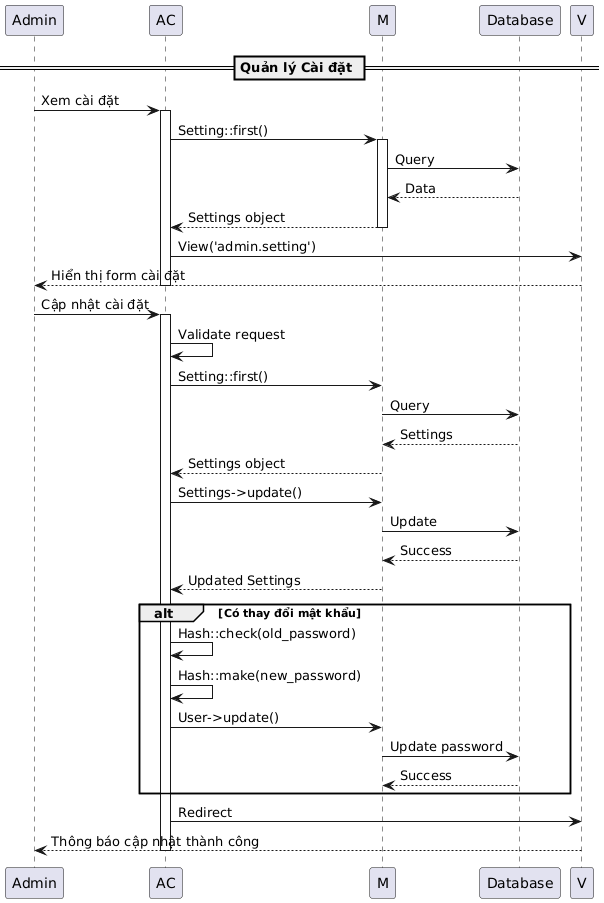 Admin AC M Database V
Quản lý Cài đặt
Xem cài đặt
Setting::first()
Query
Data
Settings object
View('admin.setting')
Hiển thị form cài đặt
Cập nhật cài đặt
Validate request
Setting::first()
Query
Settings
Settings object
Settings->update()
Update
Success
Updated Settings
alt [Có thay đổi mật khẩu]
Hash::check(old_password)
Hash::make(new_password)
User->update()
Update password
Success
Redirect
Thông báo cập nhật thành công
Admin AC M Database V